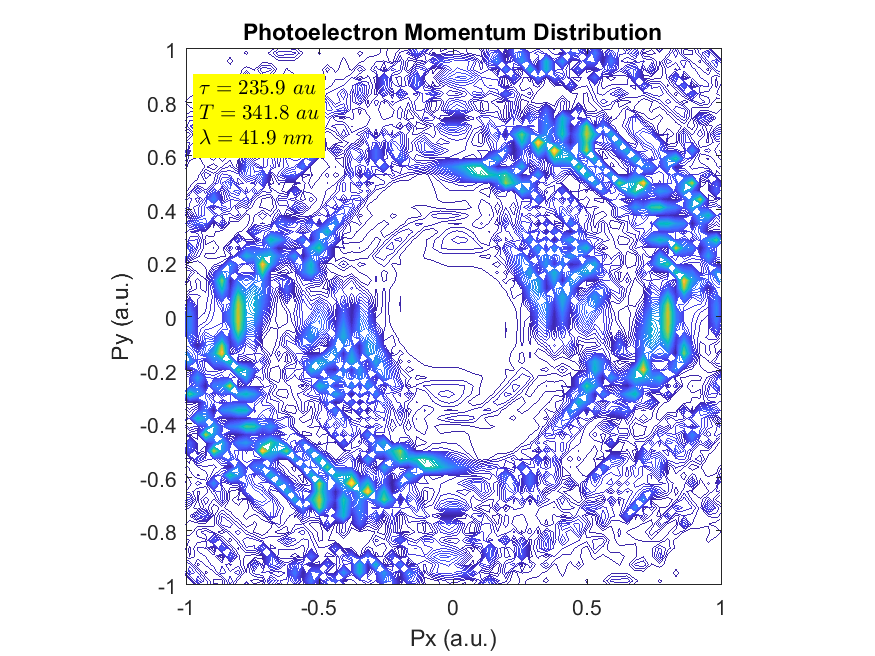 Photoelectron Momentum Distribution
τ = 235.9 au
T = 341.8 au
λ = 41.9 nm
Py (a.u.)
1
0.8
0.6
0.4
0.2
0
-0.2
-0.4
-0.6
-0.8
-1
-1 -0.5 0 0.5 1
Px (a.u.)